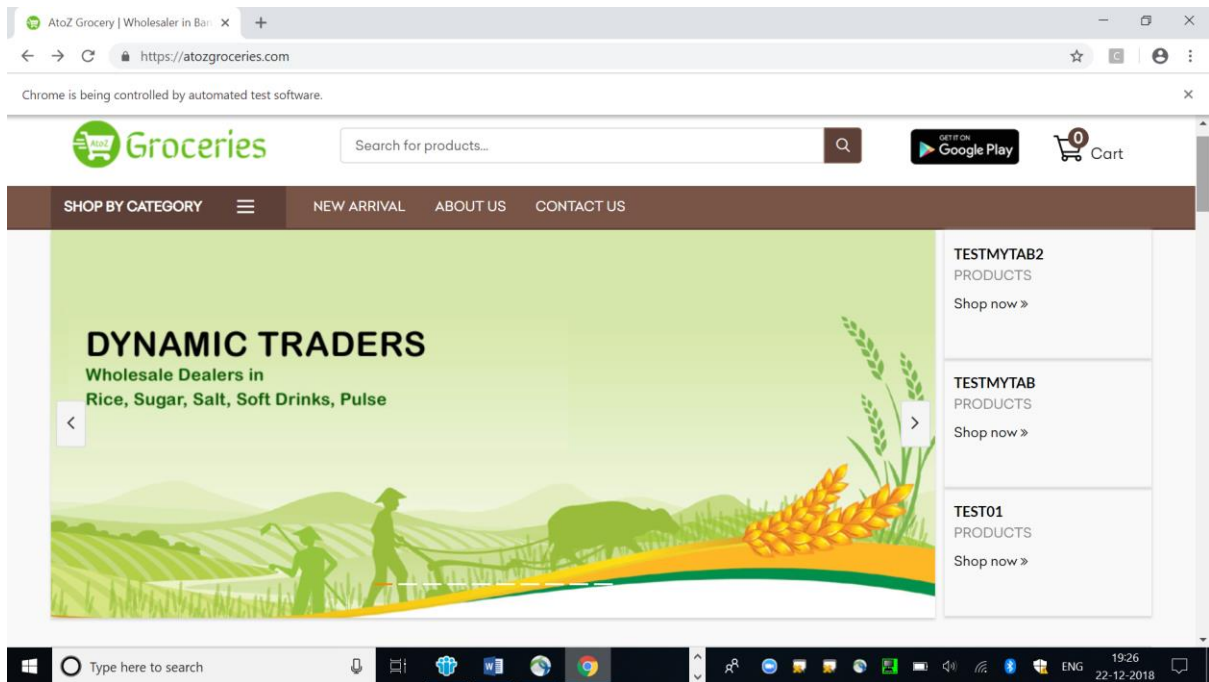 AtoZ Grocery | Wholesaler in Ban
https://atozgroceries.com
Chrome is being controlled by automated test software.
AtoZ Groceries
Search for products...
GET IT ON
Google Play
0
Cart
SHOP BY CATEGORY
NEW ARRIVAL
ABOUT US
CONTACT US
DYNAMIC TRADERS
Wholesale Dealers in
Rice, Sugar, Salt, Soft Drinks, Pulse
TESTMYTAB2
PRODUCTS
Shop now »
TESTMYTAB
PRODUCTS
Shop now »
TEST01
PRODUCTS
Shop now »
Type here to search
ENG
19:26
22-12-2018